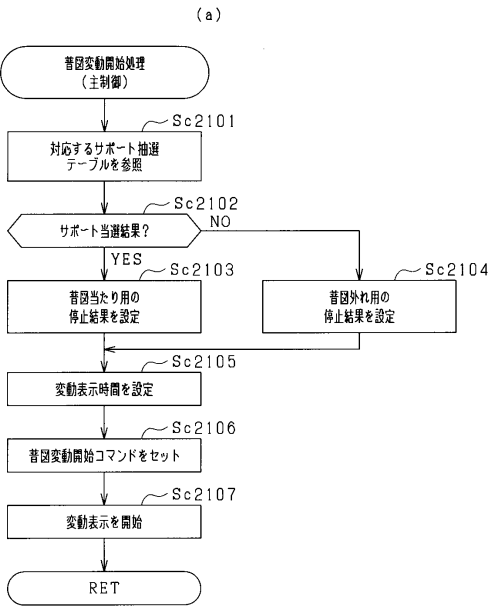 (a)
普図変動開始処理
(主制御)
Sc2101
対応するサポート抽選
テーブルを参照
Sc2102
サポート当選結果?
NO
YES
Sc2103
普図当たり用の
停止結果を設定
Sc2104
普図外れ用の
停止結果を設定
Sc2105
変動表示時間を設定
Sc2106
普図変動開始コマンドをセット
Sc2107
変動表示を開始
RET